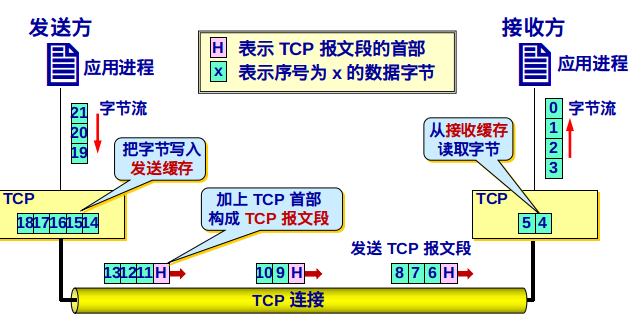 发送方
接收方
H 表示 TCP 报文段的首部
x 表示序号为 x 的数据字节
应用进程
应用进程
字节流
字节流
21
20
19
0
1
2
3
把字节写入
发送缓存
从接收缓存
读取字节
TCP
TCP
18 17 16 15 14
5 4
加上 TCP 首部
构成 TCP 报文段
发送 TCP 报文段
13 12 11 H
10 9 H
8 7 6 H
TCP 连接